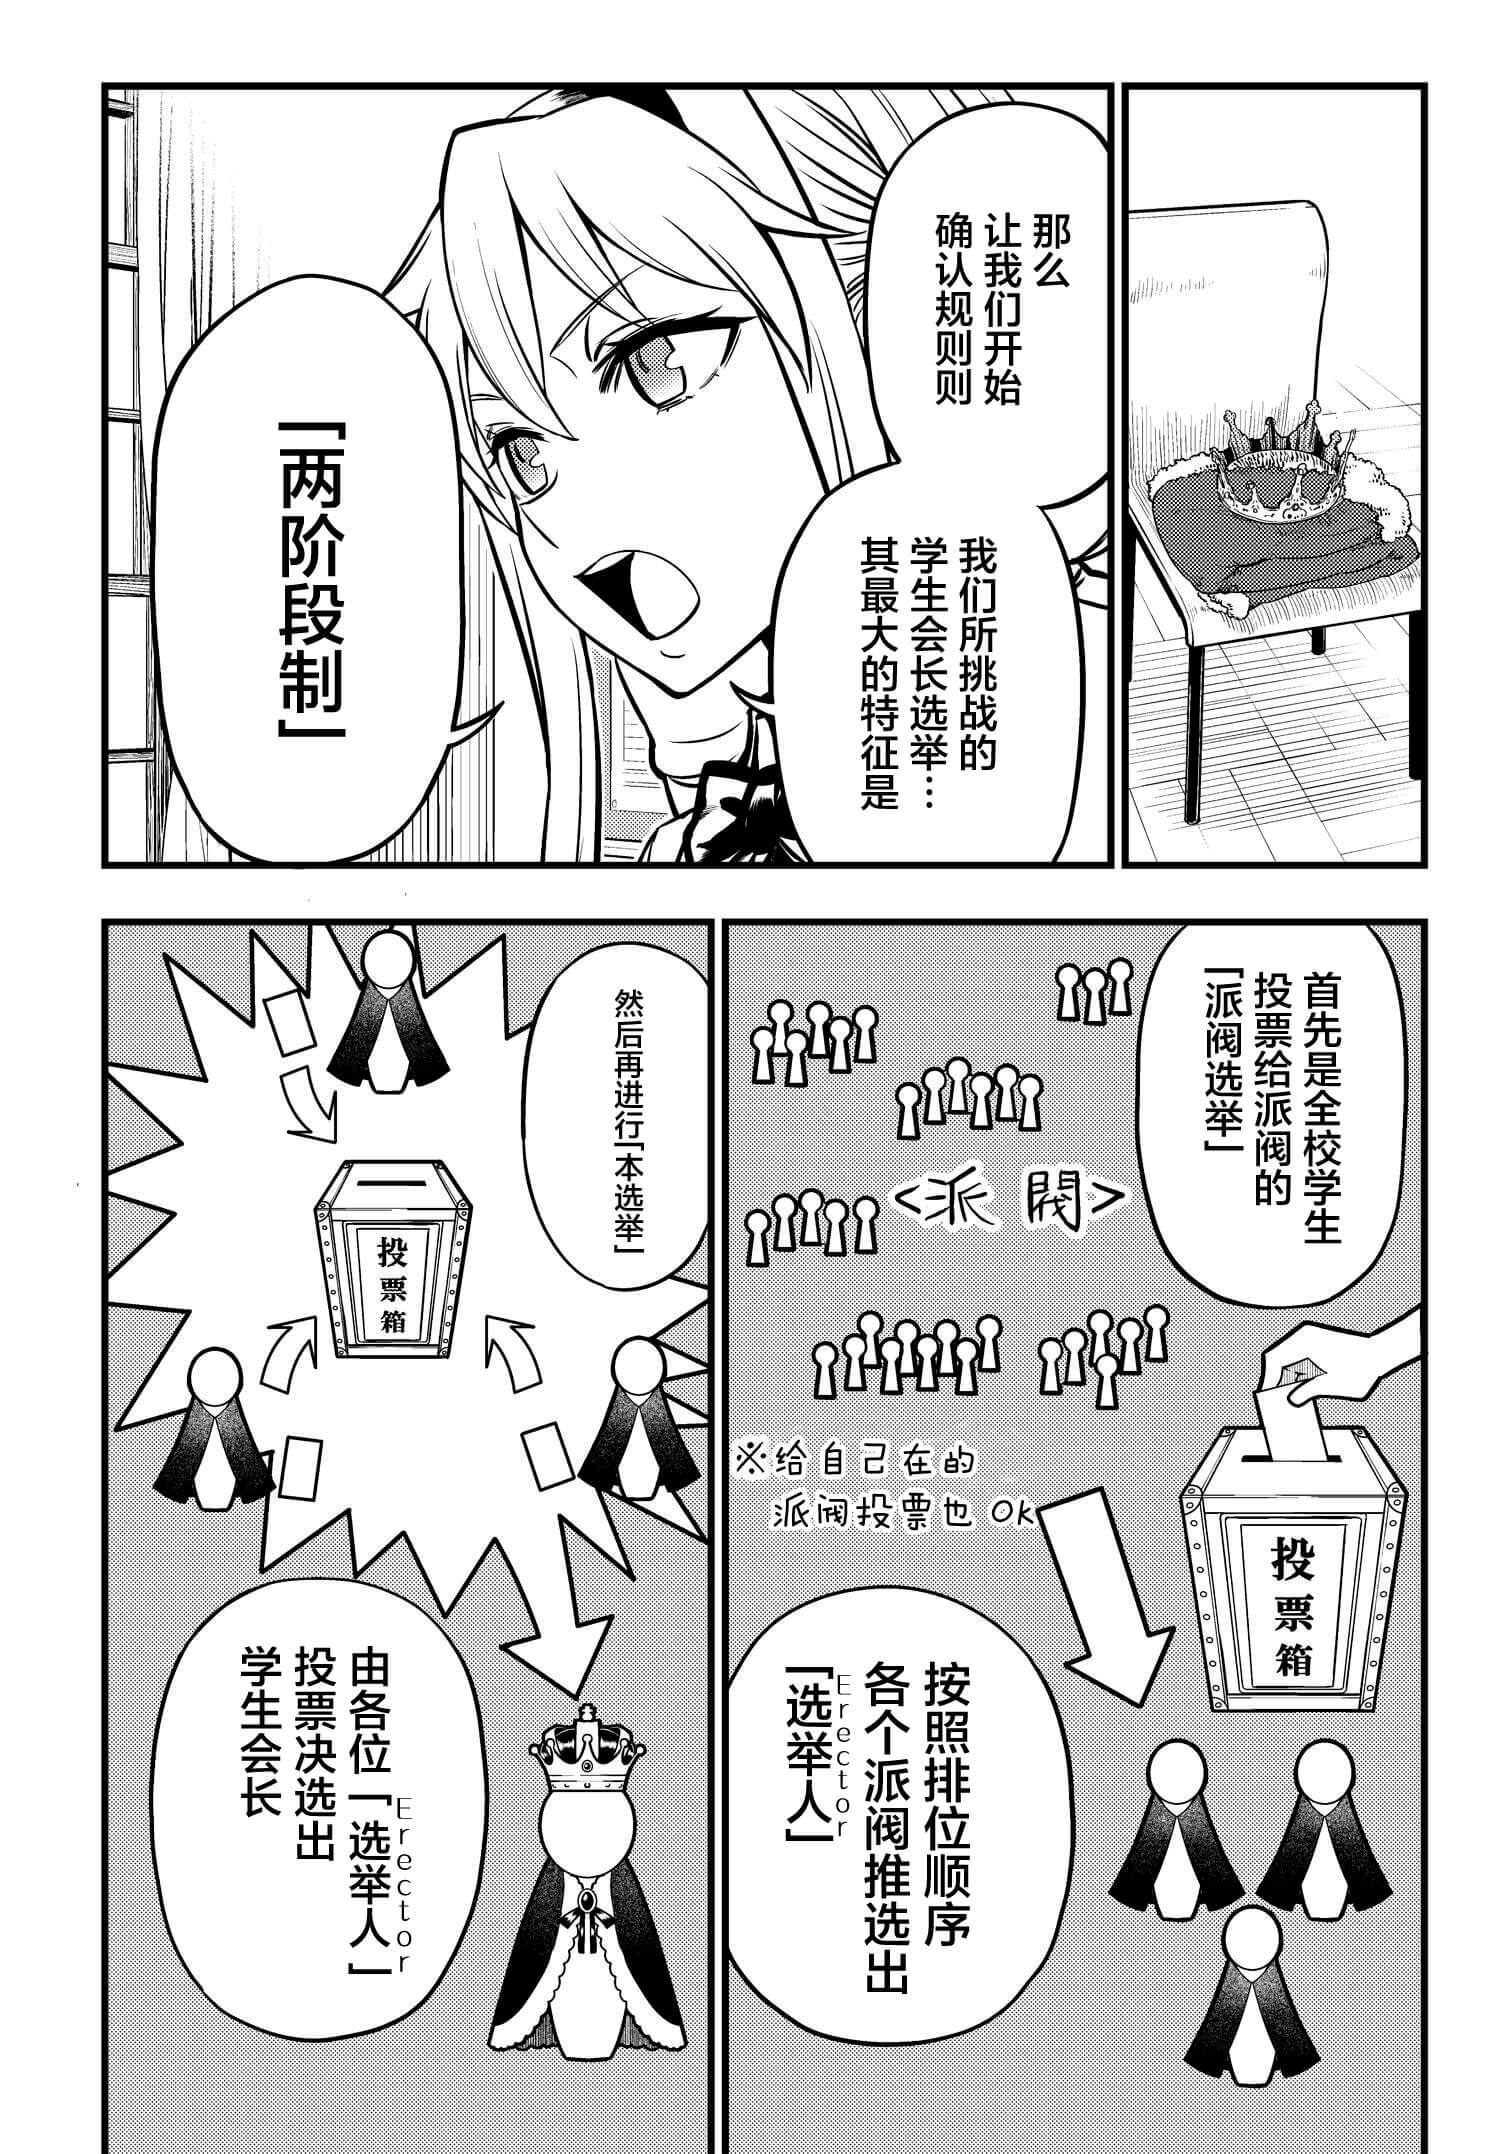 那么
让我们开始
确认规则则
我们所挑战的
学生会长选举…
其最大的特征是
「两阶段制」
首先是全校学生
投票给派阀的
「派阀选举」
<派 閥>
※给自己在的
派阀投票也 OK
投票箱
按照排位顺序
各个派阀推选出
Erector
「选举人」
然后再进行「本选举」
投票箱
Erector
由各位「选举人」
投票决选出
学生会长